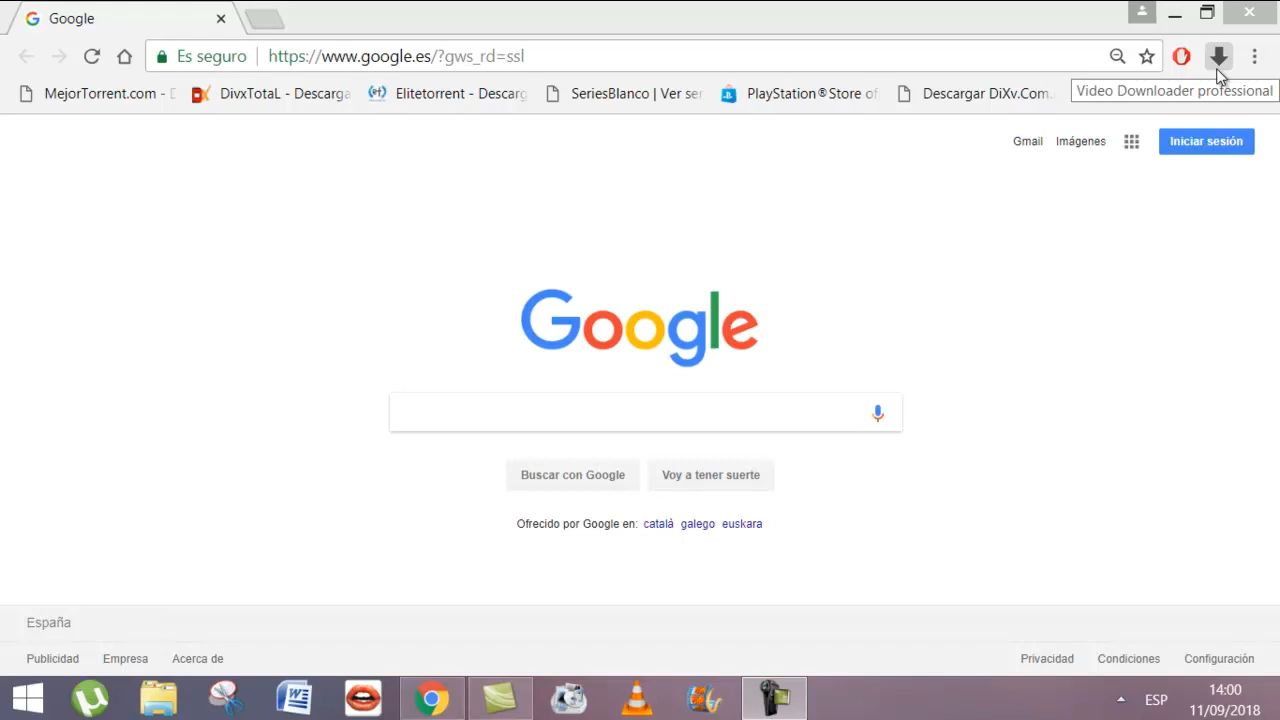 Google
Es seguro
https://www.google.es/?gws_rd=ssl
MejorTorrent.com -
DivxTotaL - Descarga
Elitetorrent - Descarg
SeriesBlanco | Ver ser
PlayStation®Store of
Descargar DiXv.Com
Video Downloader professional
Gmail Imágenes
Iniciar sesión
Google
Buscar con Google
Voy a tener suerte
Ofrecido por Google en: català galego euskara
España
Publicidad Empresa Acerca de
Privacidad Condiciones Configuración
ESP
14:00
11/09/2018